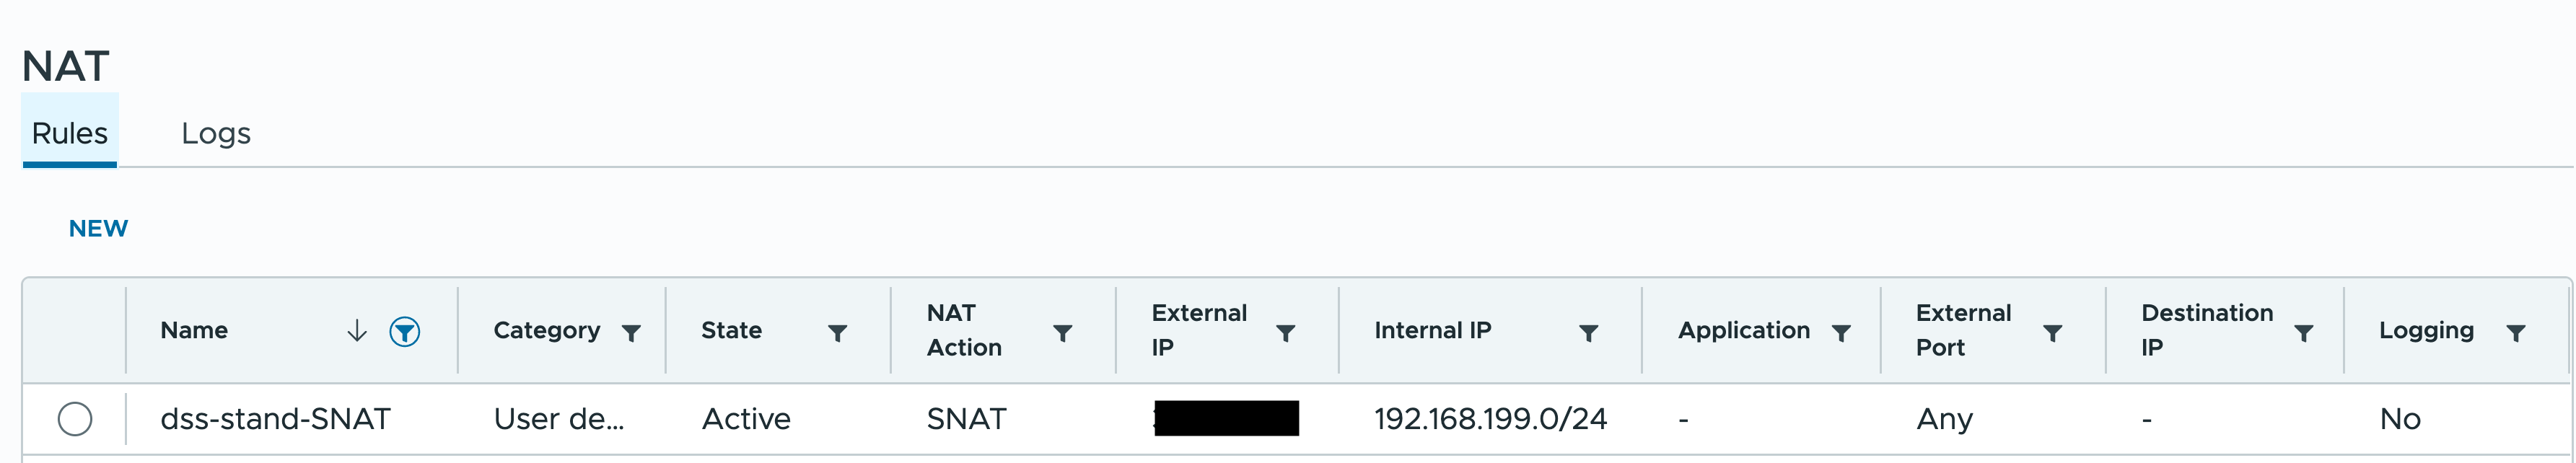 NAT
Rules Logs
NEW
Name Category State NAT Action External IP Internal IP Application External Port Destination IP Logging
dss-stand-SNAT User de... Active SNAT 192.168.199.0/24 - Any - No